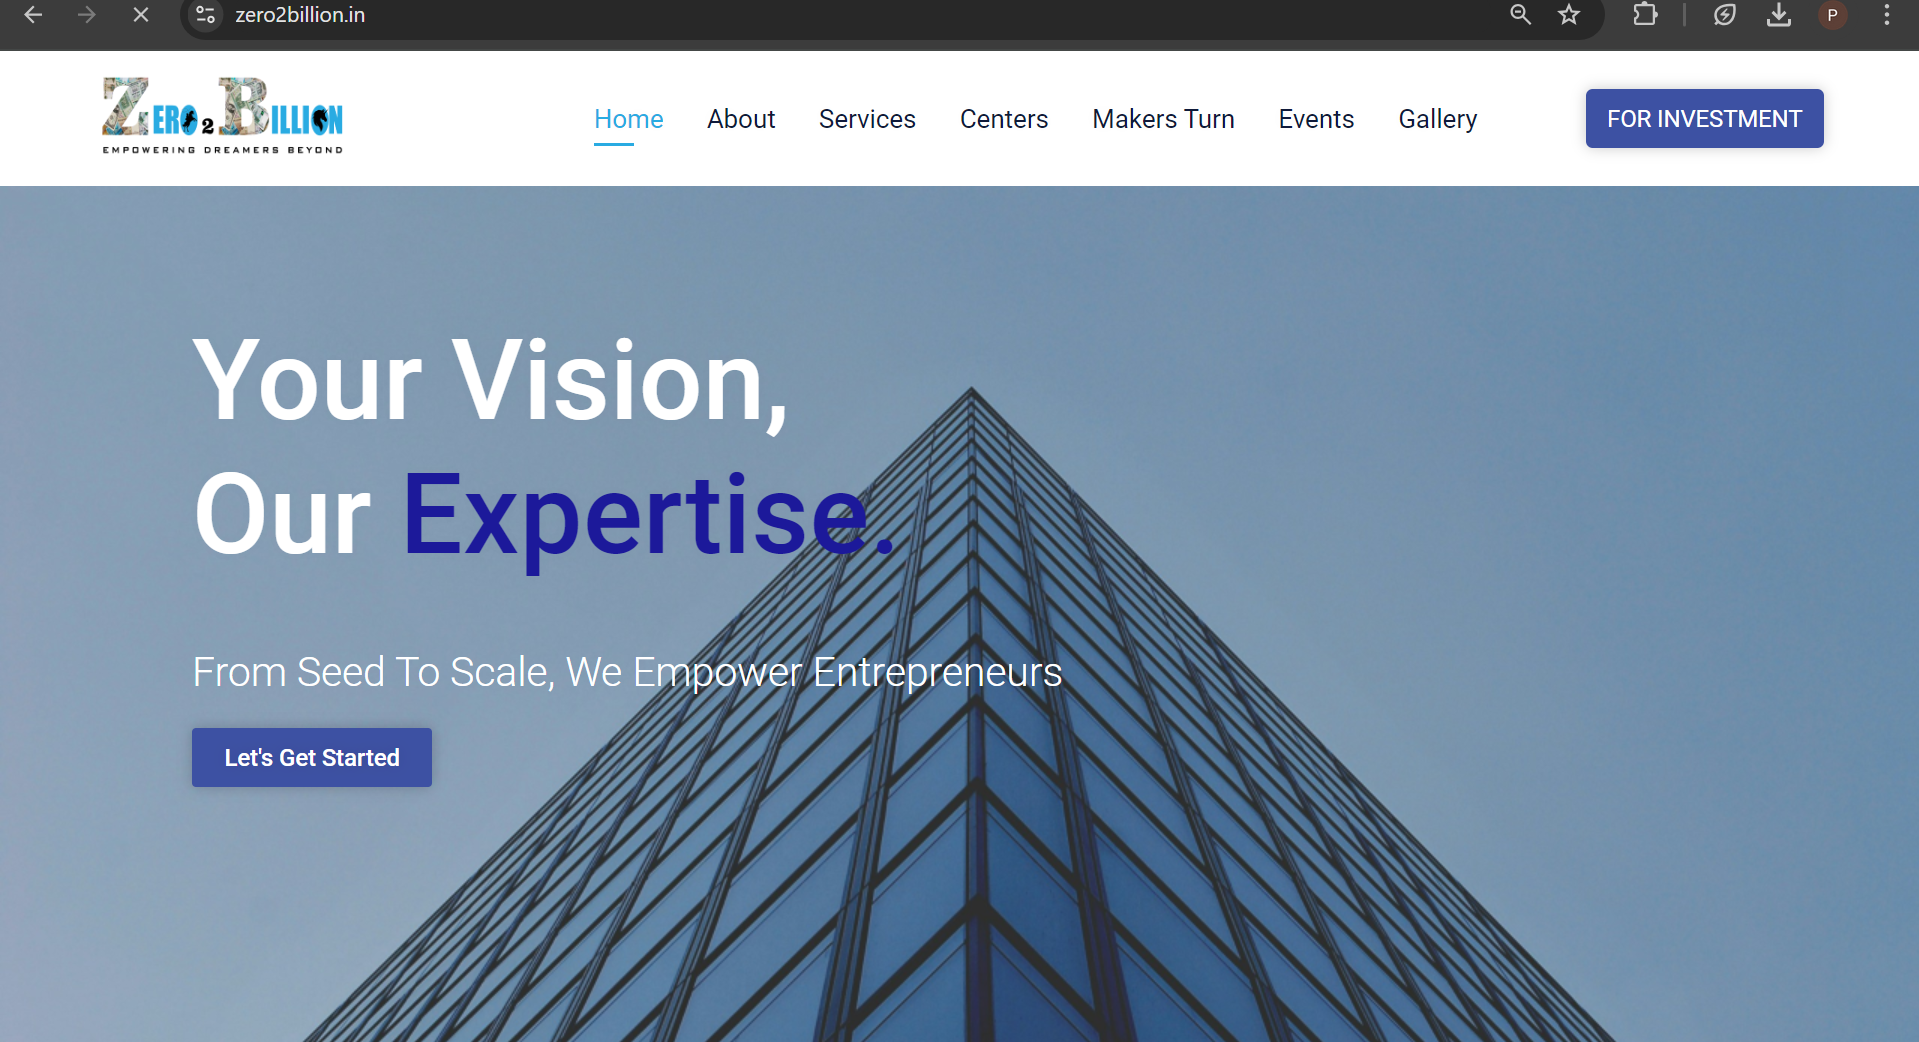 zero2billion.in
P
ZERO2BILLION
EMPOWERING DREAMERS BEYOND
Home About Services Centers Makers Turn Events Gallery
FOR INVESTMENT
Your Vision,
Our Expertise.
From Seed To Scale, We Empower Entrepreneurs
Let's Get Started